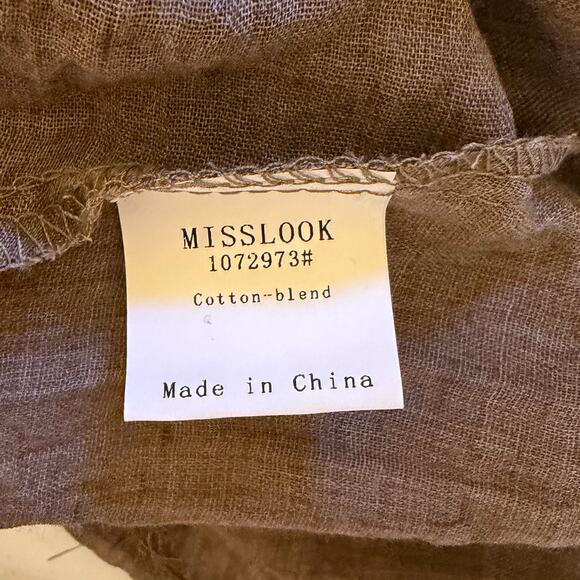 MISSLOOK
1072973#
Cotton-blend
Made in China